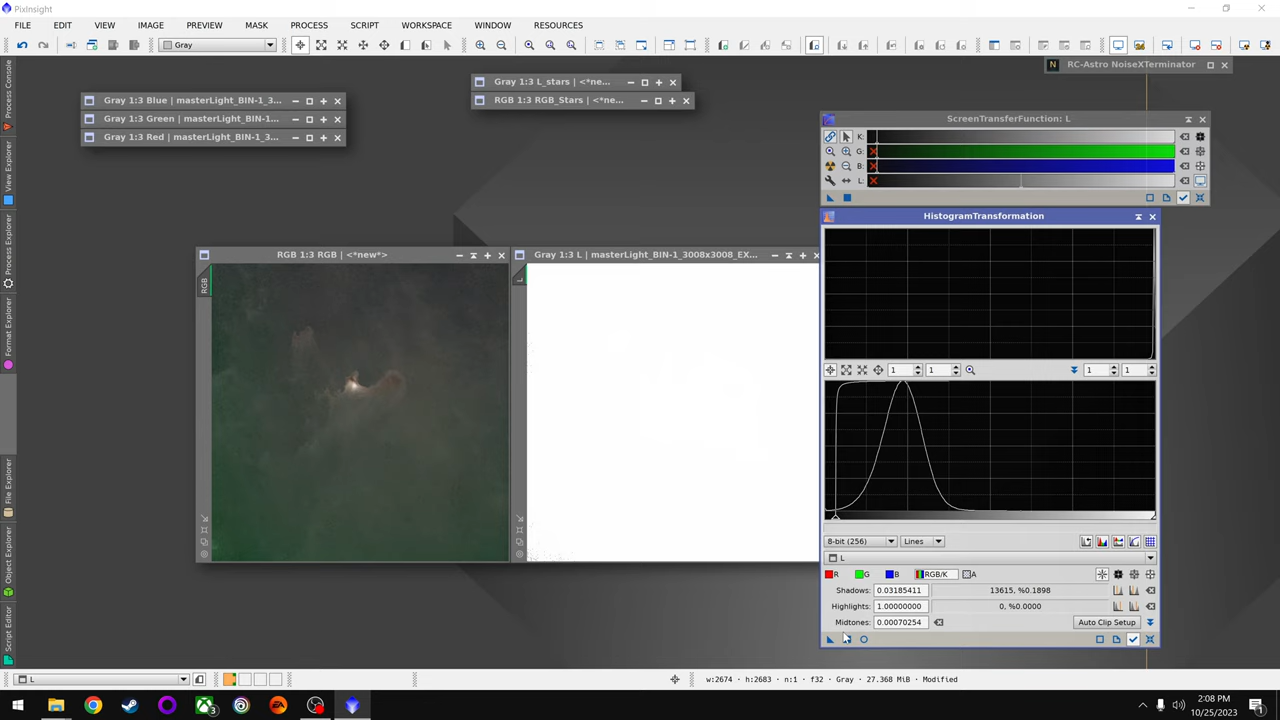 PixInsight
FILE EDIT VIEW IMAGE PREVIEW MASK PROCESS SCRIPT WORKSPACE WINDOW RESOURCES
Gray
RC-Astro NoiseXTerminator
Process Console
View Explorer
Process Explorer
Format Explorer
File Explorer
Object Explorer
Script Editor
Gray 1:3 L_stars | <*ne...
RGB 1:3 RGB_Stars | <*ne...
Gray 1:3 Blue | masterLight_BIN-1_3...
Gray 1:3 Green | masterLight_BIN-1...
Gray 1:3 Red | masterLight_BIN-1_3...
ScreenTransferFunction: L
K:
G:
B:
L:
HistogramTransformation
RGB 1:3 RGB | <*new*>
RGB
Gray 1:3 L | masterLight_BIN-1_3008x3008_EX...
L
1 1 1 1
8-bit (256) Lines
L
R G B RGB/K A
Shadows: 0.03185411 13615, %0.1898
Highlights: 1.00000000 0, %0.0000
Midtones: 0.00070254 Auto Clip Setup
L
w:2674 + h:2683 + n:1 + f32 + Gray + 27.368 MiB + Modified
2:08 PM
10/25/2023